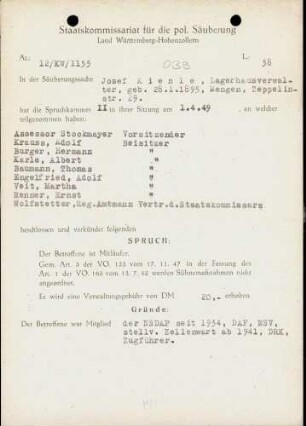 Staatskommissariat für die pol. Säuberung
Land Württemberg-Hohenzollern
Az: 12/KW/1155 L. 58
In der Säuberungssache Josef Kienle, Lagerhausverwal-
ter, geb. 28.1.1895, Mengen, Zeppelin-
str. 29.
hat die Spruchkammer II in ihrer Sitzung am 1.4.49 , an welcher
teilgenommen haben:
Assessor Stockmayer Vorsitzender
Krauss, Adolf Beisitzer
Burger, Hermann "
Karle, Albert "
Baumann, Thomas "
Engelfried, Adolf "
Veit, Martha "
Renner, Ernst "
Wolfstetter, Reg.Amtmann Vertr.d.Staatskommissars
beschlossen und verkündet folgenden
SPRUCH:
Der Betroffene ist Mitläufer.
Gem. Art. 3 der VO. 133 vom 17. 11. 47 in der Fassung des
Art. 1 der VO. 165 vom 13. 7. 48 werden Sühnemaßnahmen nicht
angeordnet.
Es wird eine Verwaltungsgebühr von DM 20,- erhoben
Gründe:
Der Betroffene war Mitglied der NSDAP seit 1934, DAF, NSV,
stellv. Zellenwart ab 1941, DRK,
Zugführer.